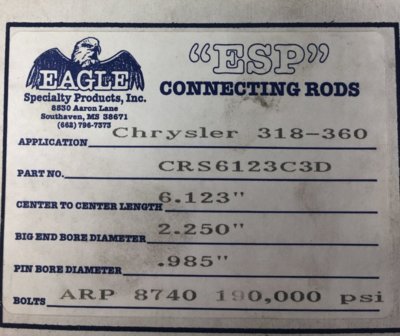 EAGLE
Specialty Products, Inc.
8530 Aaron Lane
Southaven, MS 38671
(662) 796-7373
"ESP"
CONNECTING RODS
APPLICATION Chrysler 318-360
PART NO. CRS6123C3D
CENTER TO CENTER LENGTH 6.123"
BIG END BORE DIAMETER 2.250"
PIN BORE DIAMETER .985"
BOLTS ARP 8740 190,000 psi